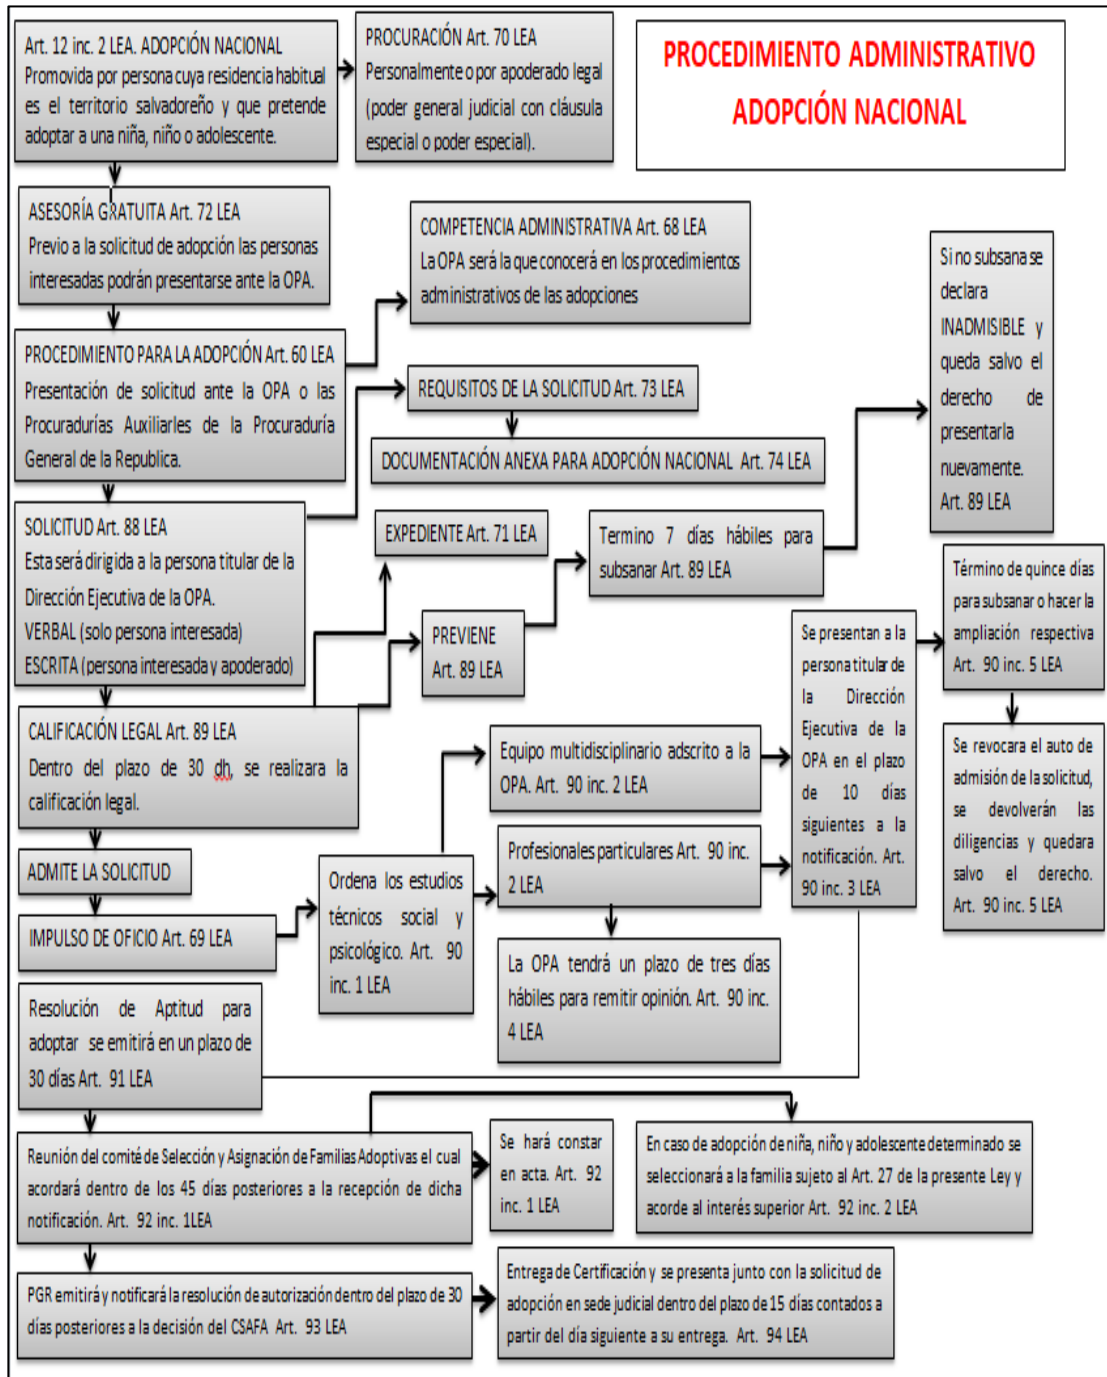 Art. 12 inc. 2 LEA. ADOPCIÓN NACIONAL
Promovida por persona cuya residencia habitual
es el territorio salvadoreño y que pretende
adoptar a una niña, niño o adolescente.
PROCURACIÓN Art. 70 LEA
Personalmente o por apoderado legal
(poder general judicial con cláusula
especial o poder especial).
PROCEDIMIENTO ADMINISTRATIVO
ADOPCIÓN NACIONAL
ASESORÍA GRATUITA Art. 72 LEA
Previo a la solicitud de adopción las personas
interesadas podrán presentarse ante la OPA.
COMPETENCIA ADMINISTRATIVA Art. 68 LEA
La OPA será la que conocerá en los procedimientos
administrativos de las adopciones
Si no subsana se
declara
INADMISIBLE y
queda salvo el
derecho de
presentarla
nuevamente.
Art. 89 LEA
PROCEDIMIENTO PARA LA ADOPCIÓN Art. 60 LEA
Presentación de solicitud ante la OPA o las
Procuradurías Auxiliarles de la Procuraduría
General de la Republica.
REQUISITOS DE LA SOLICITUD Art. 73 LEA
DOCUMENTACIÓN ANEXA PARA ADOPCIÓN NACIONAL Art. 74 LEA
SOLICITUD Art. 88 LEA
Esta será dirigida a la persona titular de la
Dirección Ejecutiva de la OPA.
VERBAL (solo persona interesada)
ESCRITA (persona interesada y apoderado)
EXPEDIENTE Art. 71 LEA
Termino 7 días hábiles para
subsanar Art. 89 LEA
PREVIENE
Art. 89 LEA
Término de quince días
para subsanar o hacer la
ampliación respectiva
Art. 90 inc. 5 LEA
Se presentan a la
persona titular de
la Dirección
Ejecutiva de la
OPA en el plazo
de 10 días
siguientes a la
notificación. Art.
90 inc. 3 LEA
CALIFICACIÓN LEGAL Art. 89 LEA
Dentro del plazo de 30 dh, se realizara la
calificación legal.
Equipo multidisciplinario adscrito a la
OPA. Art. 90 inc. 2 LEA
Se revocara el auto de
admisión de la solicitud,
se devolverán las
diligencias y quedara
salvo el derecho.
Art. 90 inc. 5 LEA
Profesionales particulares Art. 90 inc.
2 LEA
ADMITE LA SOLICITUD
Ordena los estudios
técnicos social y
psicológico. Art. 90
inc. 1 LEA
IMPULSO DE OFICIO Art. 69 LEA
La OPA tendrá un plazo de tres días
hábiles para remitir opinión. Art. 90 inc.
4 LEA
Resolución de Aptitud para
adoptar se emitirá en un plazo de
30 días Art. 91 LEA
Reunión del comité de Selección y Asignación de Familias Adoptivas el cual
acordará dentro de los 45 días posteriores a la recepción de dicha
notificación. Art. 92 inc. 1LEA
Se hará constar
en acta. Art. 92
inc. 1 LEA
En caso de adopción de niña, niño y adolescente determinado se
seleccionará a la familia sujeto al Art. 27 de la presente Ley y
acorde al interés superior Art. 92 inc. 2 LEA
PGR emitirá y notificará la resolución de autorización dentro del plazo de 30
días posteriores a la decisión del CSAFA Art. 93 LEA
Entrega de Certificación y se presenta junto con la solicitud de
adopción en sede judicial dentro del plazo de 15 días contados a
partir del día siguiente a su entrega. Art. 94 LEA